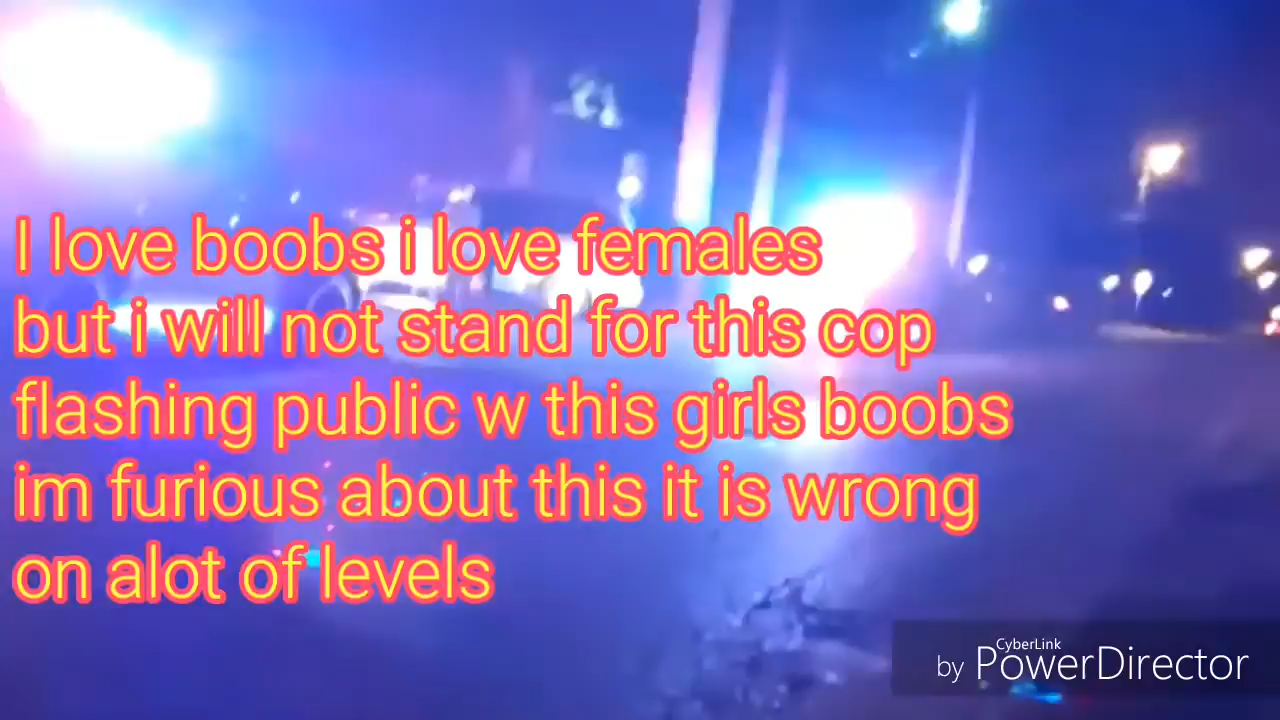 I love boobs i love females
but i will not stand for this cop
flashing public w this girls boobs
im furious about this it is wrong
on alot of levels
CyberLink
by PowerDirector